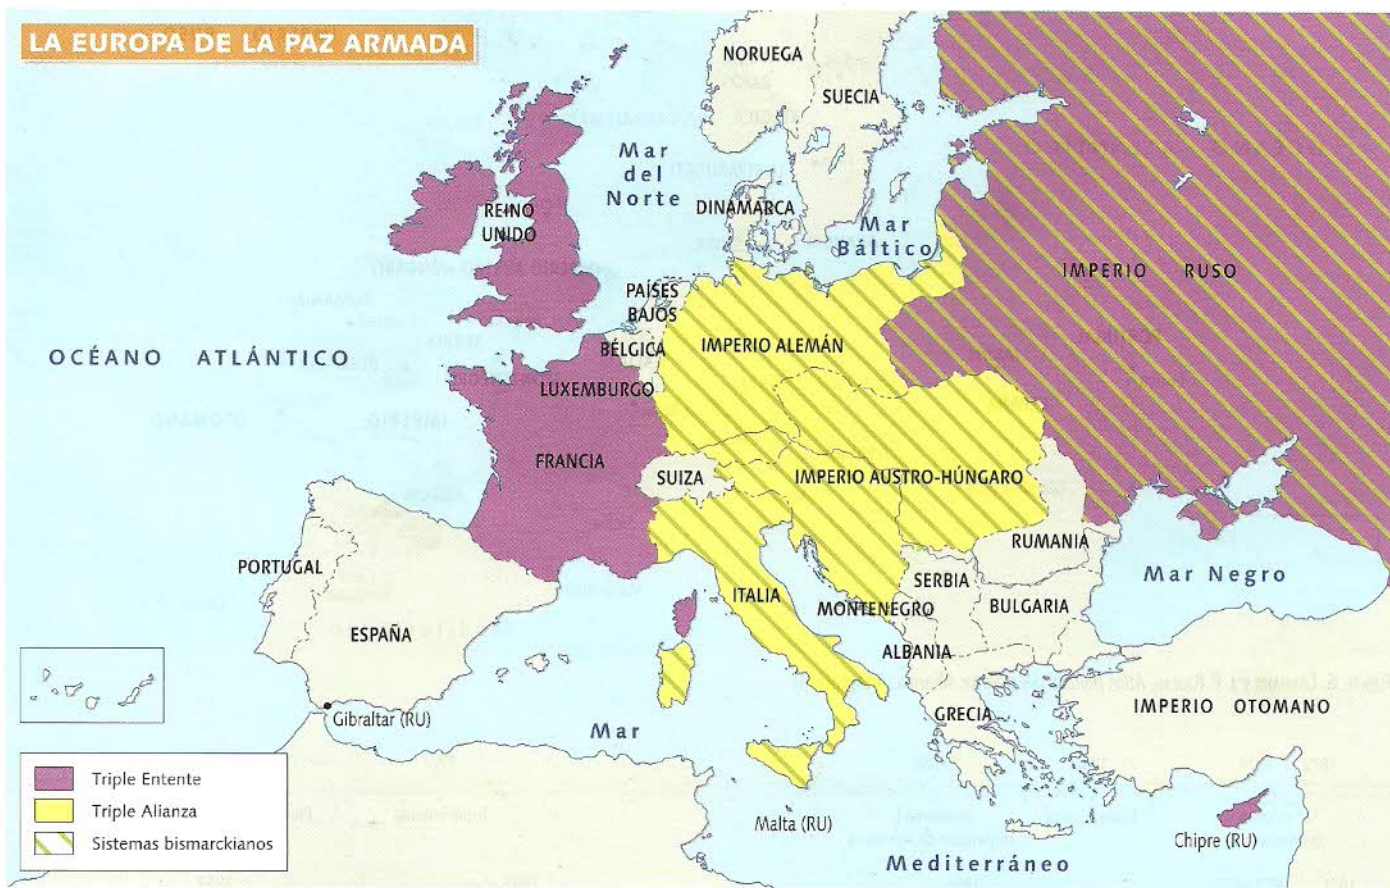 LA EUROPA DE LA PAZ ARMADA
NORUEGA
SUECIA
Mar
del
Norte
REINO
UNIDO
DINAMARCA
Mar
Báltico
IMPERIO RUSO
PAÍSES
BAJOS
OCÉANO ATLÁNTICO
BÉLGICA
IMPERIO ALEMÁN
LUXEMBURGO
FRANCIA
SUIZA
IMPERIO AUSTRO-HÚNGARO
RUMANIA
PORTUGAL
SERBIA
Mar Negro
ITALIA
MONTENEGRO
BULGARIA
ESPAÑA
ALBANIA
Gibraltar (RU)
Mar
GRECIA
IMPERIO OTOMANO
Triple Entente
Triple Alianza
Sistemas bismarckianos
Malta (RU)
Chipre (RU)
Mediterráneo